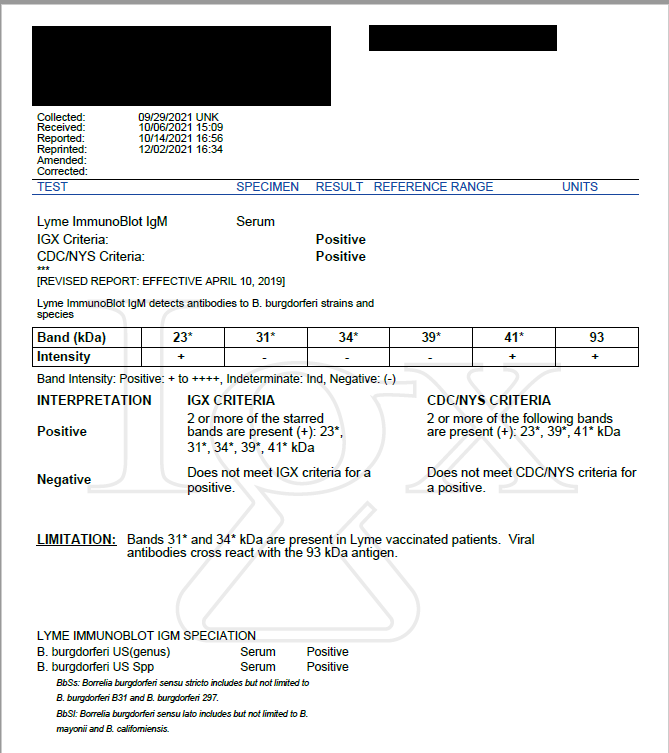 Collected: 09/29/2021 UNK
Received: 10/06/2021 15:09
Reported: 10/14/2021 16:56
Reprinted: 12/02/2021 16:34
Amended:
Corrected:
TEST SPECIMEN RESULT REFERENCE RANGE UNITS
Lyme ImmunoBlot IgM Serum
IGX Criteria: Positive
CDC/NYS Criteria: Positive
***
[REVISED REPORT: EFFECTIVE APRIL 10, 2019]
Lyme ImmunoBlot IgM detects antibodies to B. burgdorferi strains and
species
Band (kDa) 23* 31* 34* 39* 41* 93
Intensity + - - - + +
Band Intensity: Positive: + to ++++, Indeterminate: Ind, Negative: (-)
INTERPRETATION IGX CRITERIA CDC/NYS CRITERIA
Positive
2 or more of the starred
bands are present (+): 23*,
31*, 34*, 39*, 41* kDa
2 or more of the following bands
are present (+): 23*, 39*, 41* kDa
Negative
Does not meet IGX criteria for a
positive.
Does not meet CDC/NYS criteria for
a positive.
LIMITATION: Bands 31* and 34* kDa are present in Lyme vaccinated patients. Viral
antibodies cross react with the 93 kDa antigen.
LYME IMMUNOBLOT IGM SPECIATION
B. burgdorferi US(genus) Serum Positive
B. burgdorferi US Spp Serum Positive
BbSs: Borrelia burgdorferi sensu stricto includes but not limited to
B. burgdorferi B31 and B. burgdorferi 297.
BbSl: Borrelia burgdorferi sensu lato includes but not limited to B.
mayonii and B. californiensis.
IgX